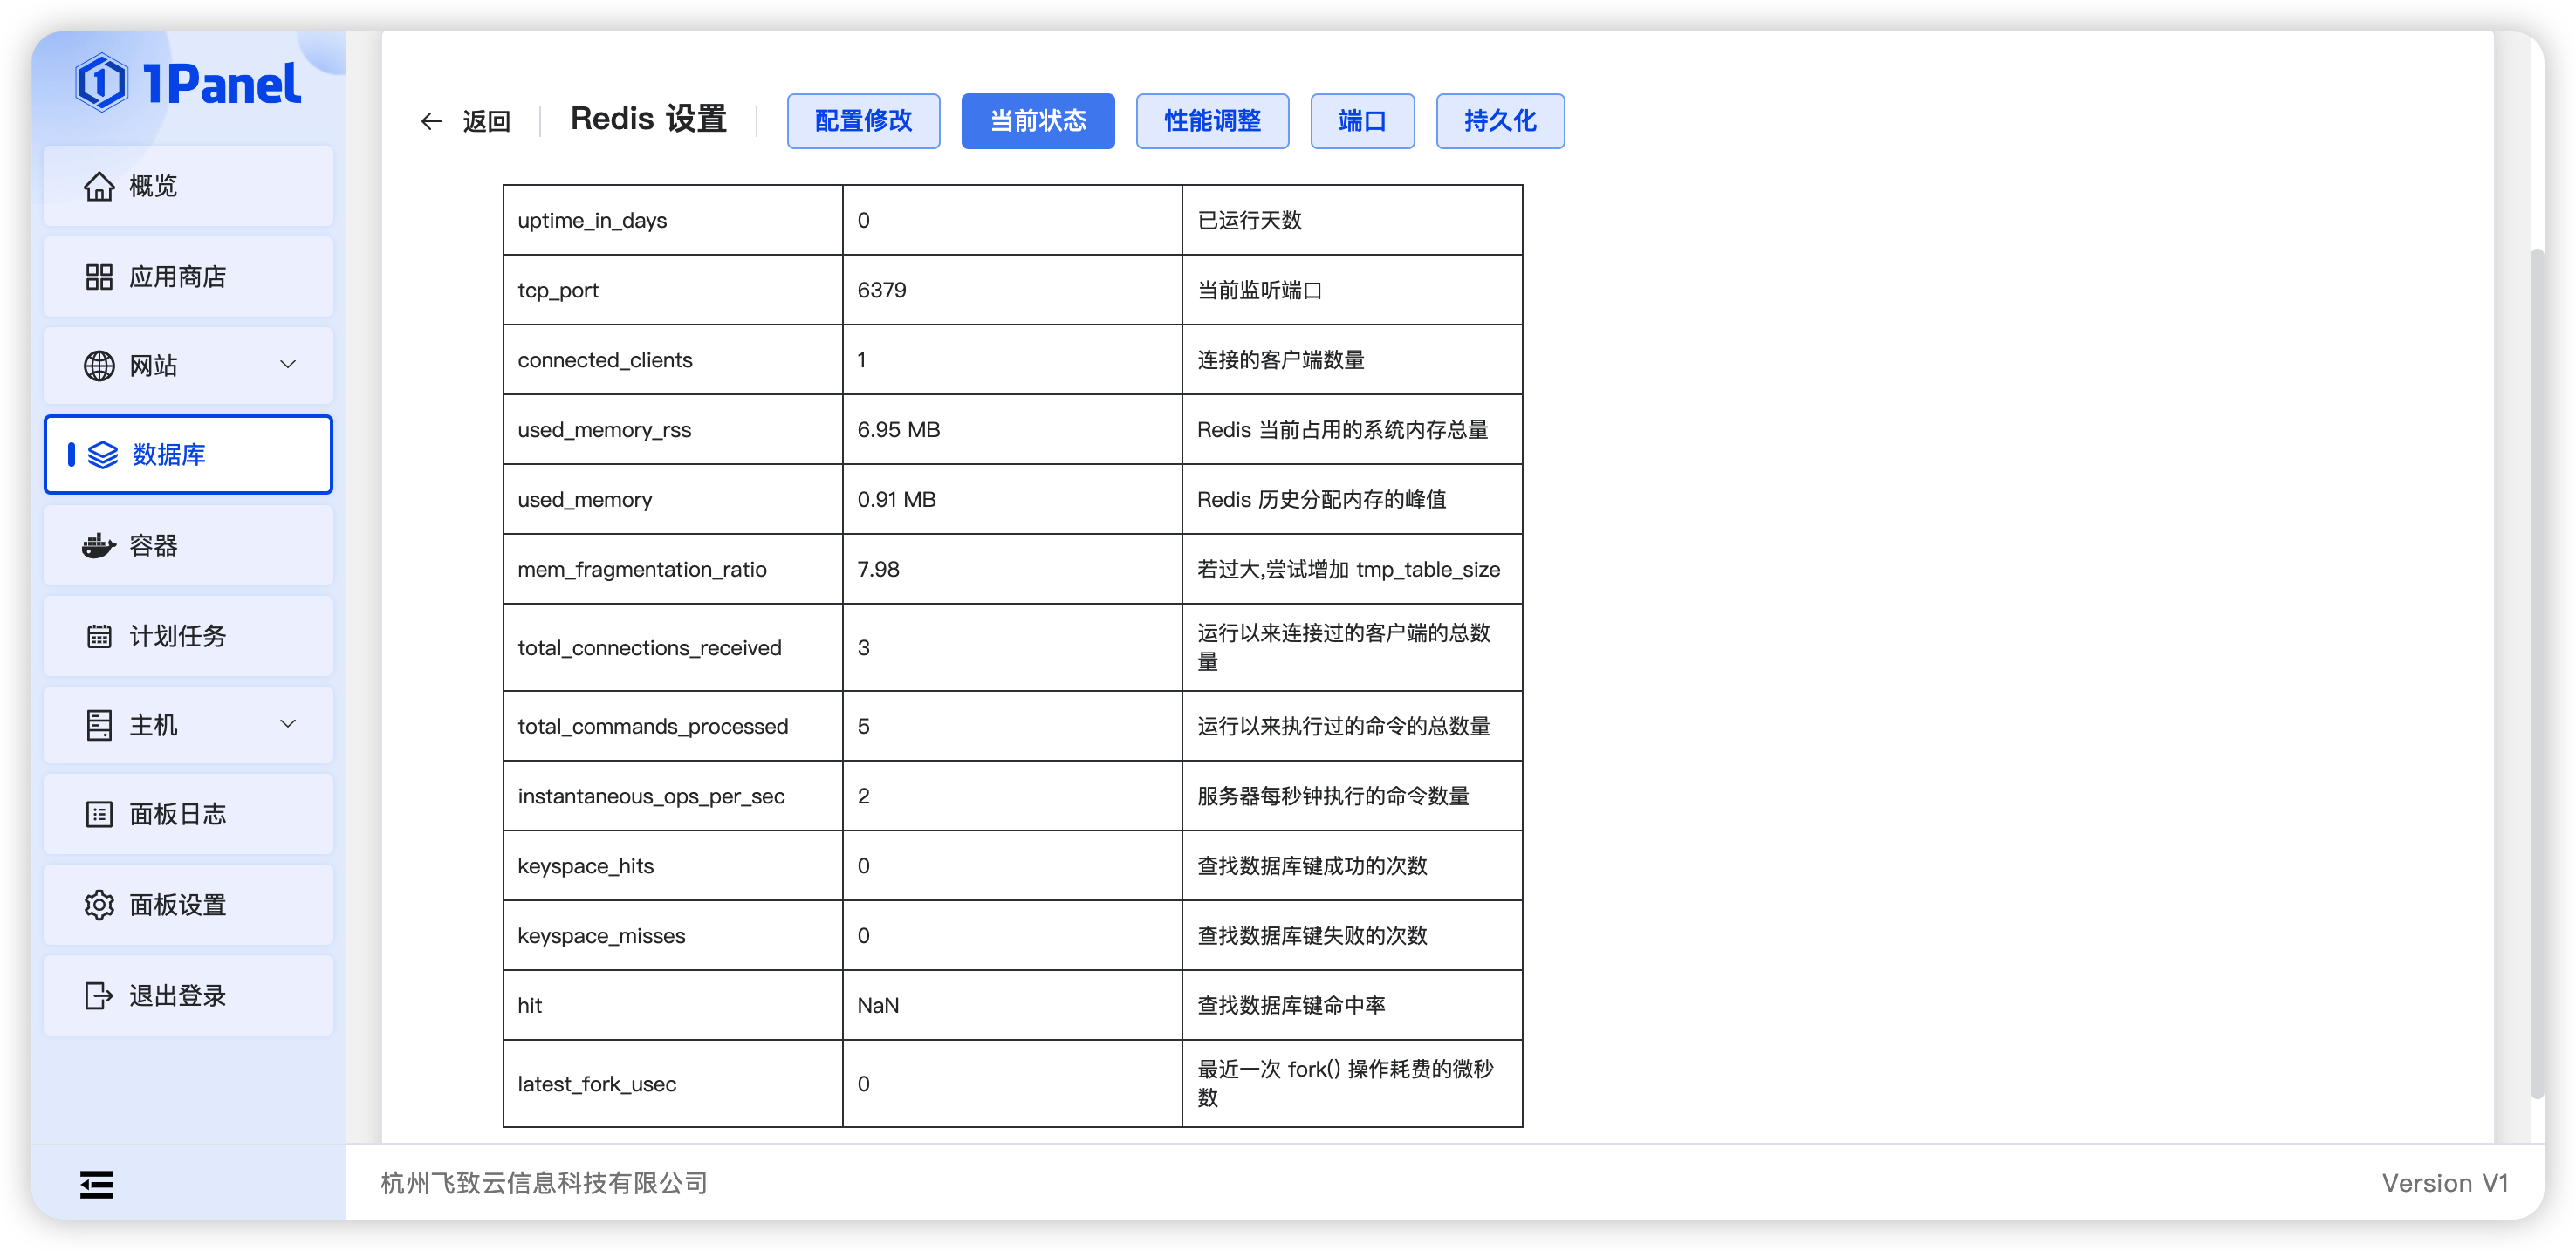 1Panel
概览
应用商店
网站
数据库
容器
计划任务
主机
面板日志
面板设置
退出登录
返回
Redis 设置
配置修改
当前状态
性能调整
端口
持久化
uptime_in_days 0 已运行天数
tcp_port 6379 当前监听端口
connected_clients 1 连接的客户端数量
used_memory_rss 6.95 MB Redis 当前占用的系统内存总量
used_memory 0.91 MB Redis 历史分配内存的峰值
mem_fragmentation_ratio 7.98 若过大,尝试增加 tmp_table_size
total_connections_received 3 运行以来连接过的客户端的总数
量
total_commands_processed 5 运行以来执行过的命令的总数量
instantaneous_ops_per_sec 2 服务器每秒钟执行的命令数量
keyspace_hits 0 查找数据库键成功的次数
keyspace_misses 0 查找数据库键失败的次数
hit NaN 查找数据库键命中率
latest_fork_usec 0 最近一次 fork() 操作耗费的微秒
数
杭州飞致云信息科技有限公司
Version V1